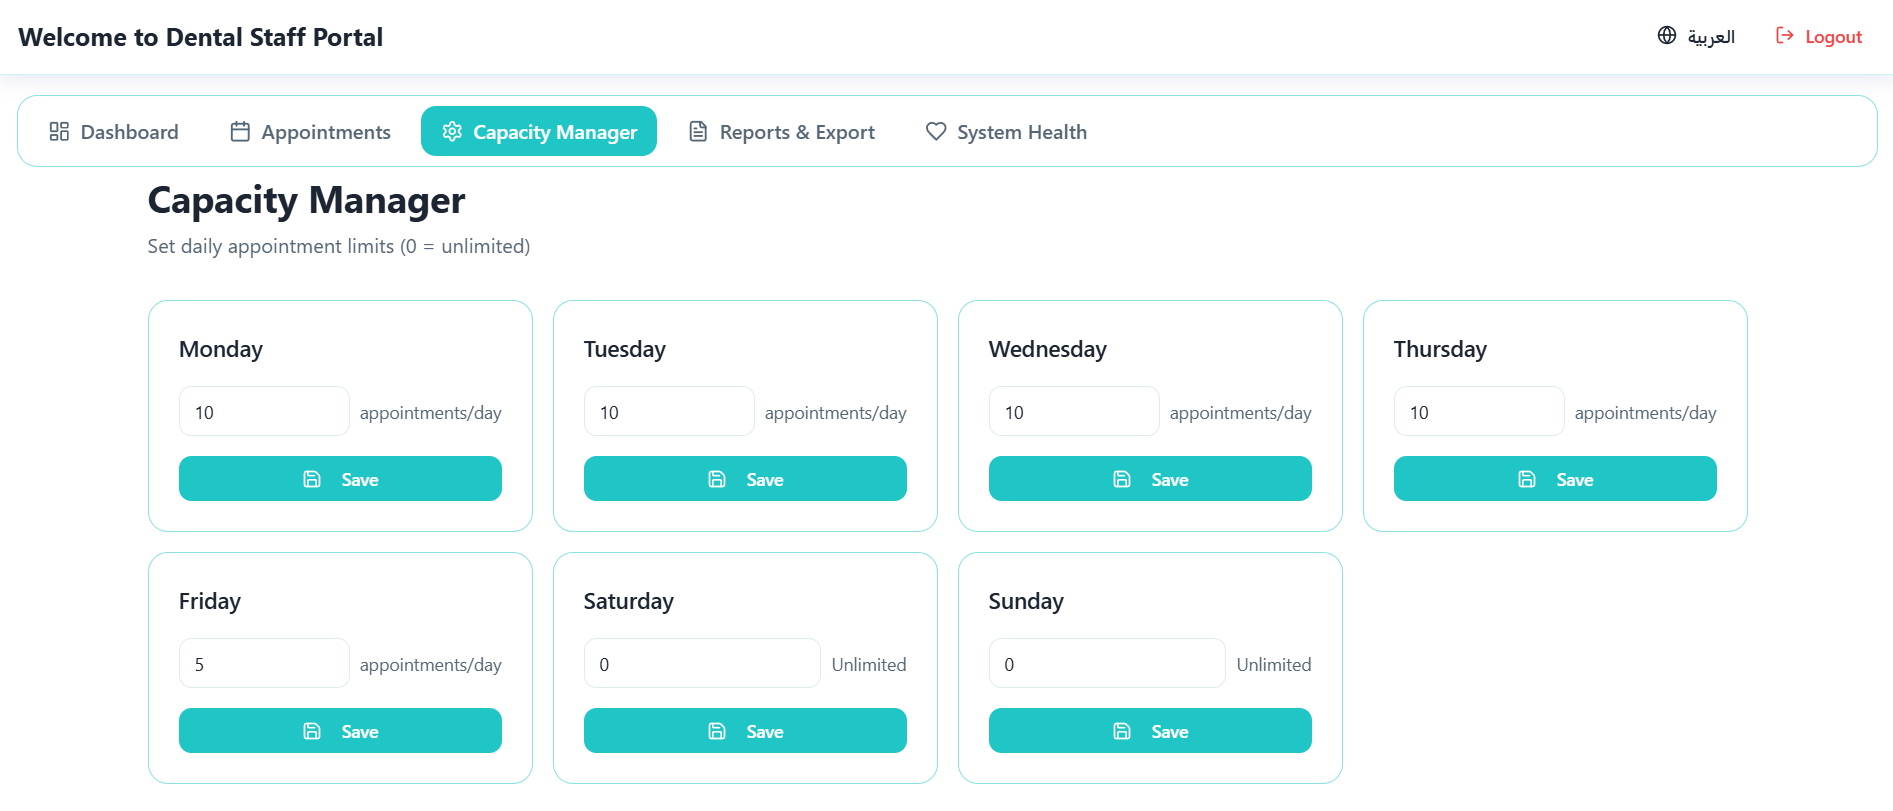 Welcome to Dental Staff Portal
العربية
Logout
Dashboard
Appointments
Capacity Manager
Reports & Export
System Health
Capacity Manager
Set daily appointment limits (0 = unlimited)
Monday
10 appointments/day
Save
Tuesday
10 appointments/day
Save
Wednesday
10 appointments/day
Save
Thursday
10 appointments/day
Save
Friday
5 appointments/day
Save
Saturday
0 Unlimited
Save
Sunday
0 Unlimited
Save